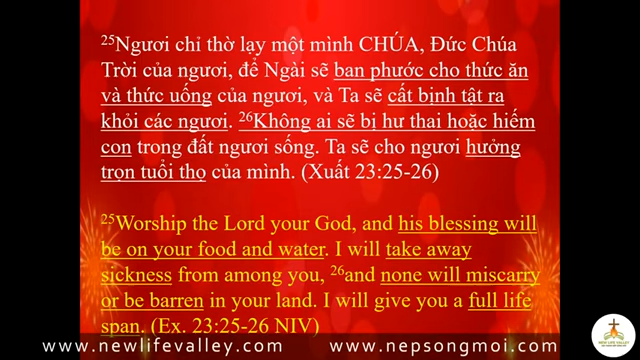 25Ngươi chỉ thờ lạy một mình CHÚA, Đức Chúa
Trời của ngươi, để Ngài sẽ ban phước cho thức ăn
và thức uống của ngươi, và Ta sẽ cất bịnh tật ra
khỏi các ngươi. 26Không ai sẽ bị hư thai hoặc hiếm
con trong đất ngươi sống. Ta sẽ cho ngươi hưởng
trọn tuổi thọ của mình. (Xuất 23:25-26)
25Worship the Lord your God, and his blessing will
be on your food and water. I will take away
sickness from among you, 26and none will miscarry
or be barren in your land. I will give you a full life
span. (Ex. 23:25-26 NIV)
www.newlifevalley.com www.nepsongmoi.com
NEW LIFE VALLEY